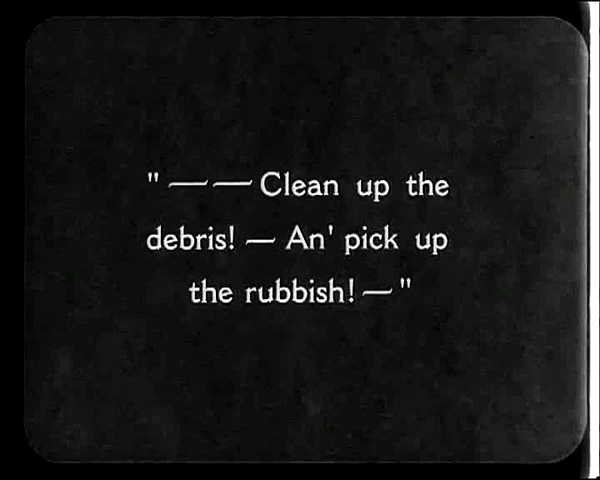 "—— Clean up the
debris! — An' pick up
the rubbish! — "